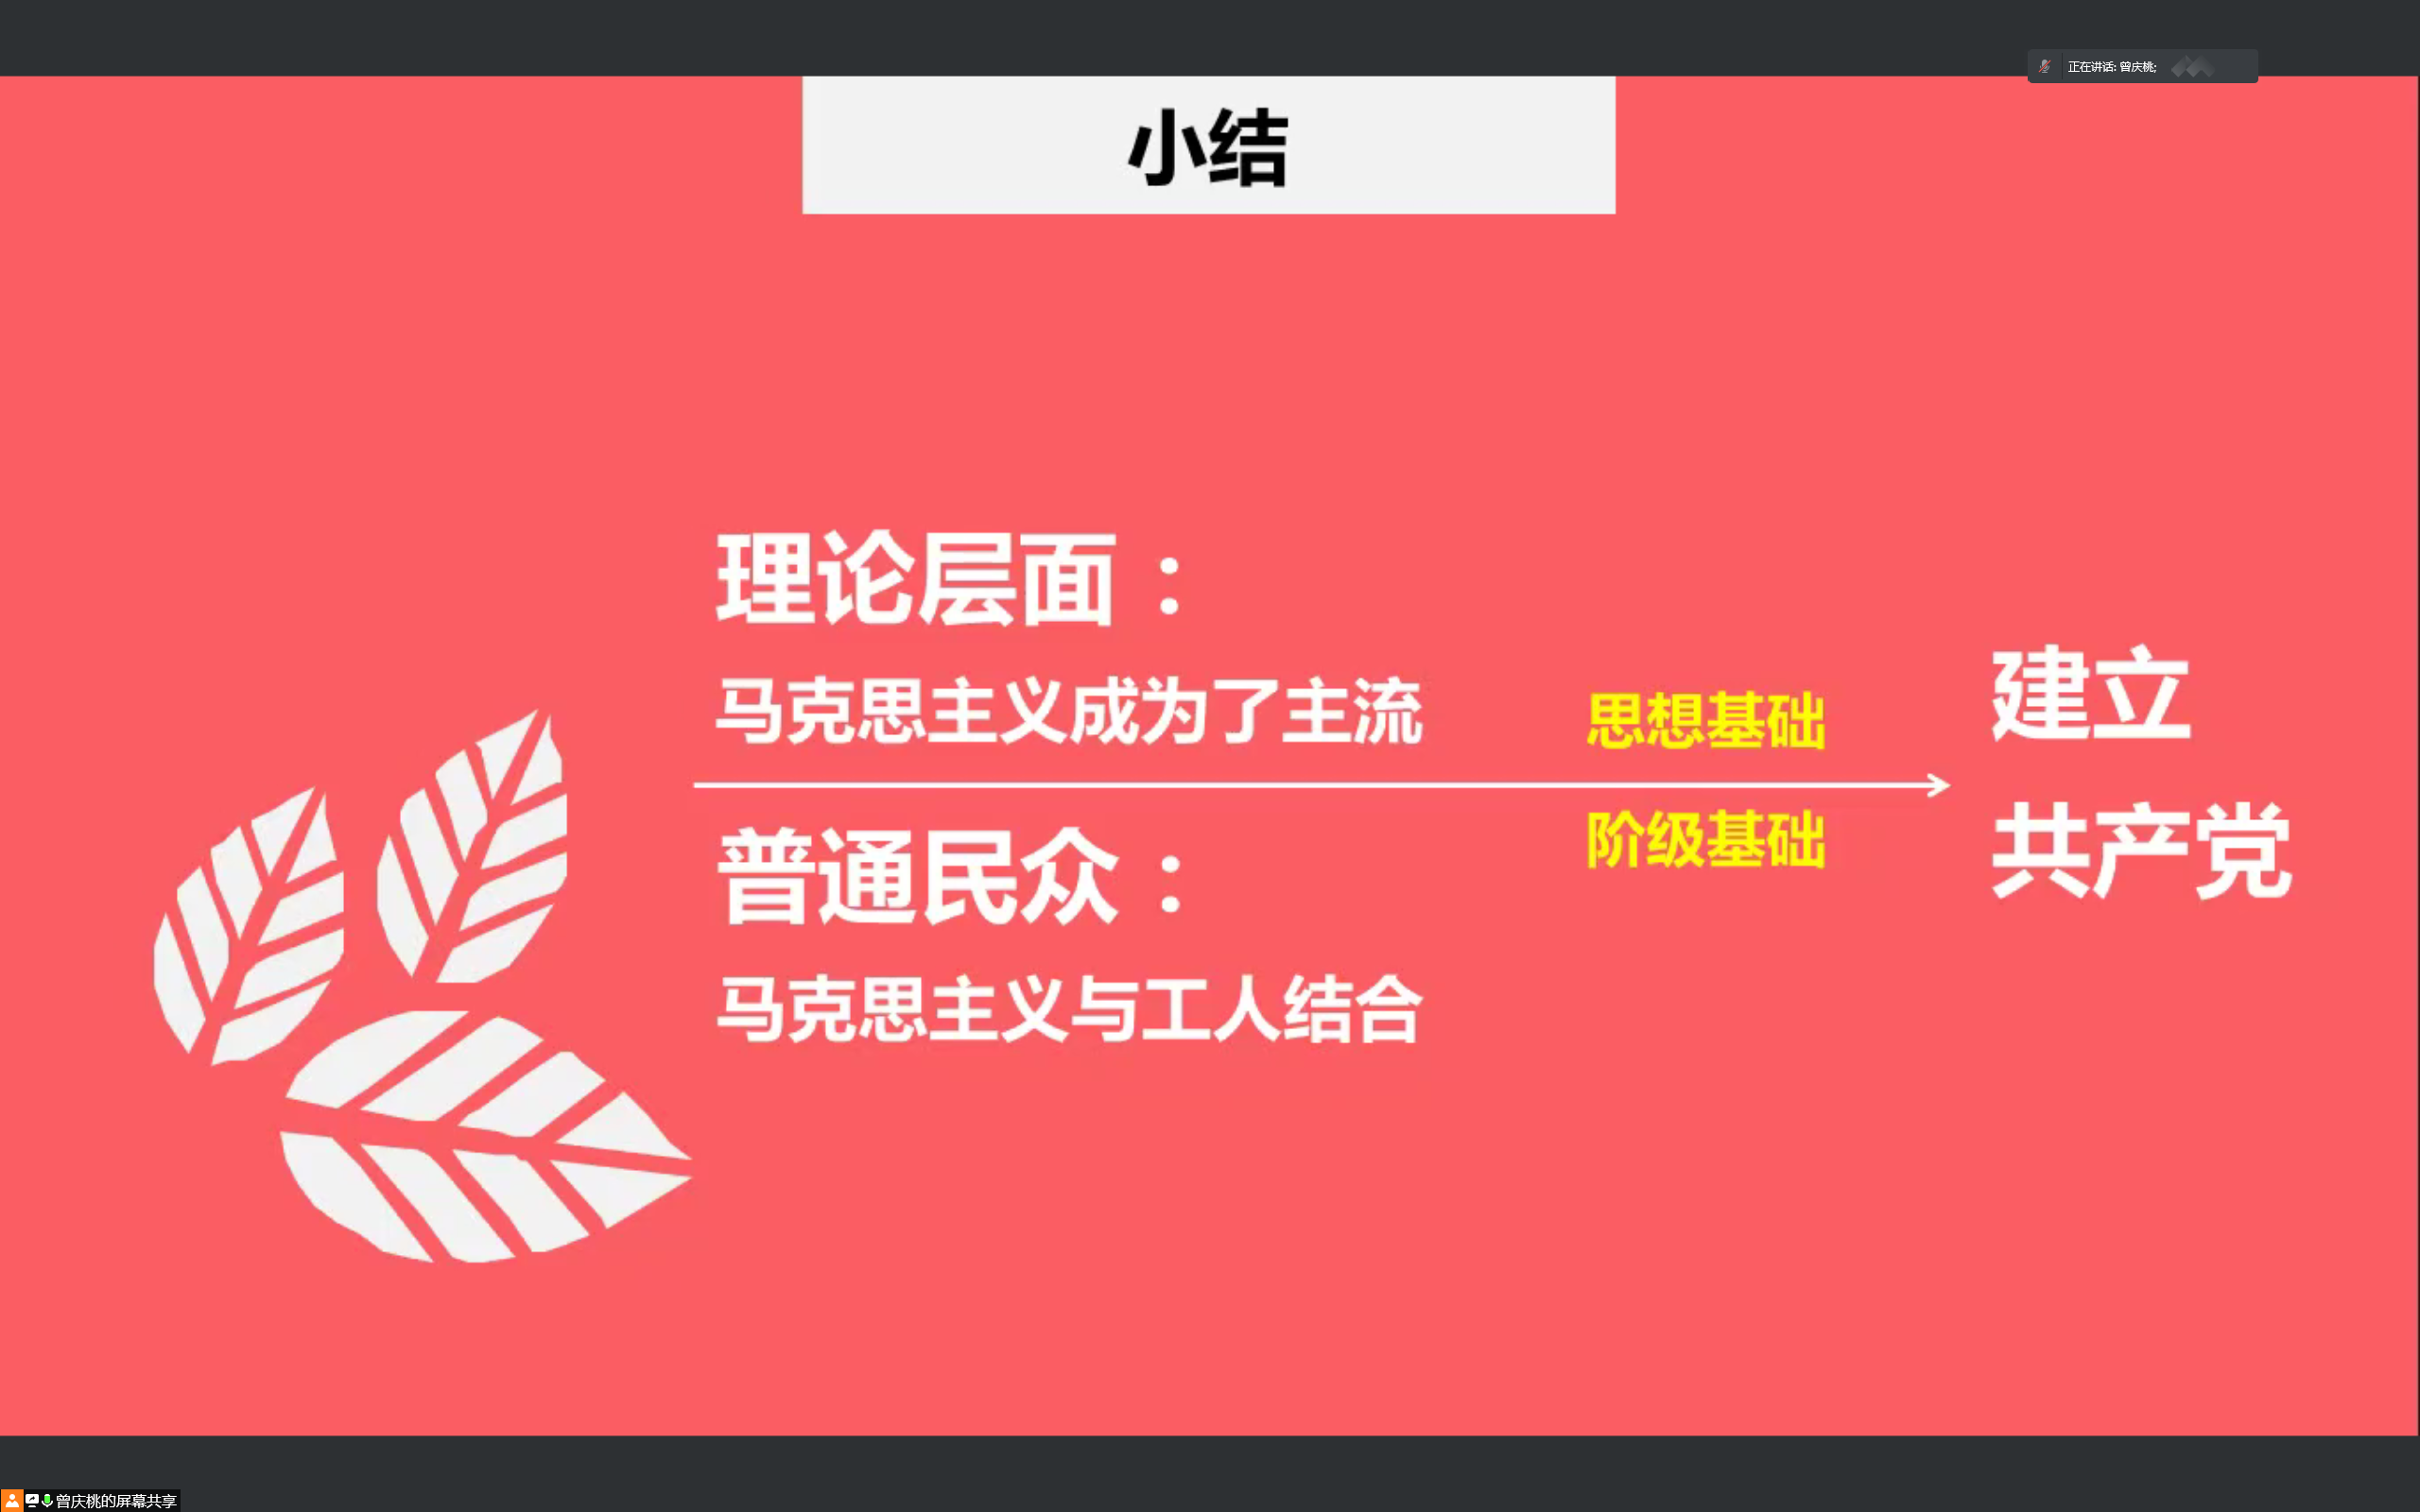 正在讲话: 曾庆桃;
小结
理论层面：
马克思主义成为了主流
思想基础
阶级基础
建立
共产党
普通民众：
马克思主义与工人结合
曾庆桃的屏幕共享